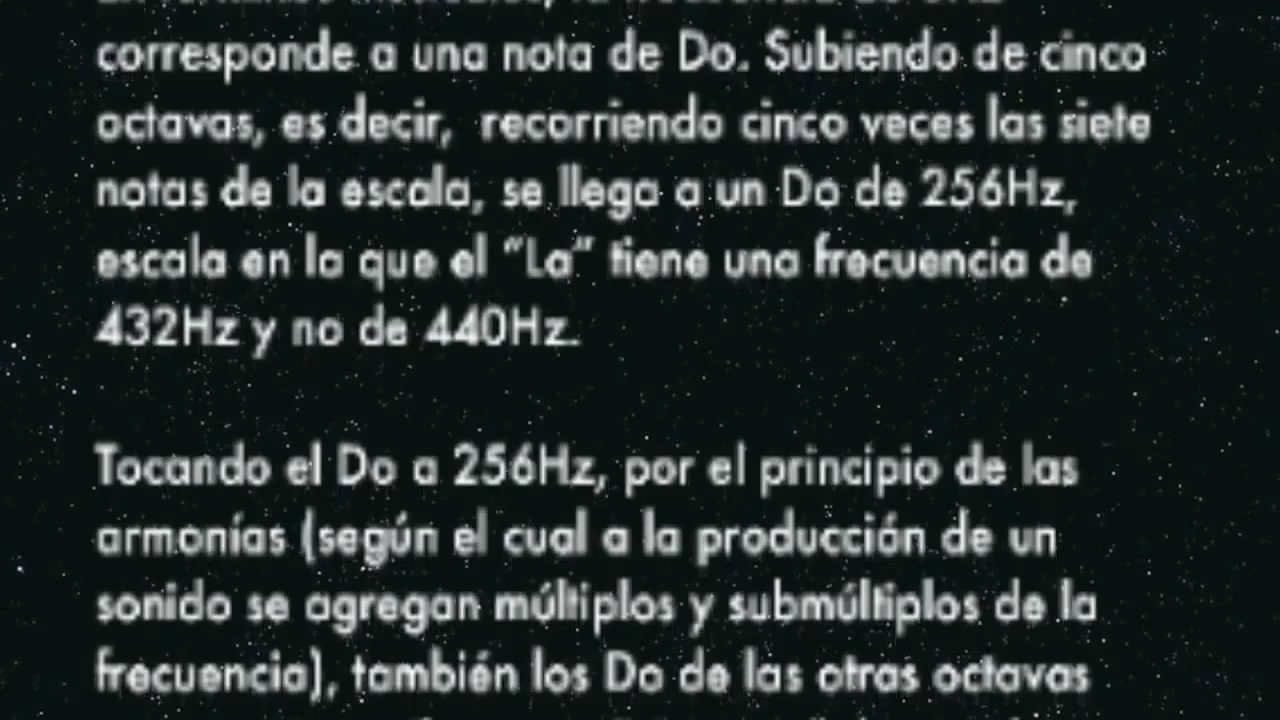 corresponde a una nota de Do. Subiendo de cinco
octavas, es decir, recorriendo cinco veces las siete
notas de la escala, se llega a un Do de 256Hz,
escala en la que el “La” tiene una frecuencia de
432Hz y no de 440Hz.
Tocando el Do a 256Hz, por el principio de las
armonías (según el cual a la producción de un
sonido se agregan múltiplos y submúltiplos de la
frecuencia), también los Do de las otras octavas